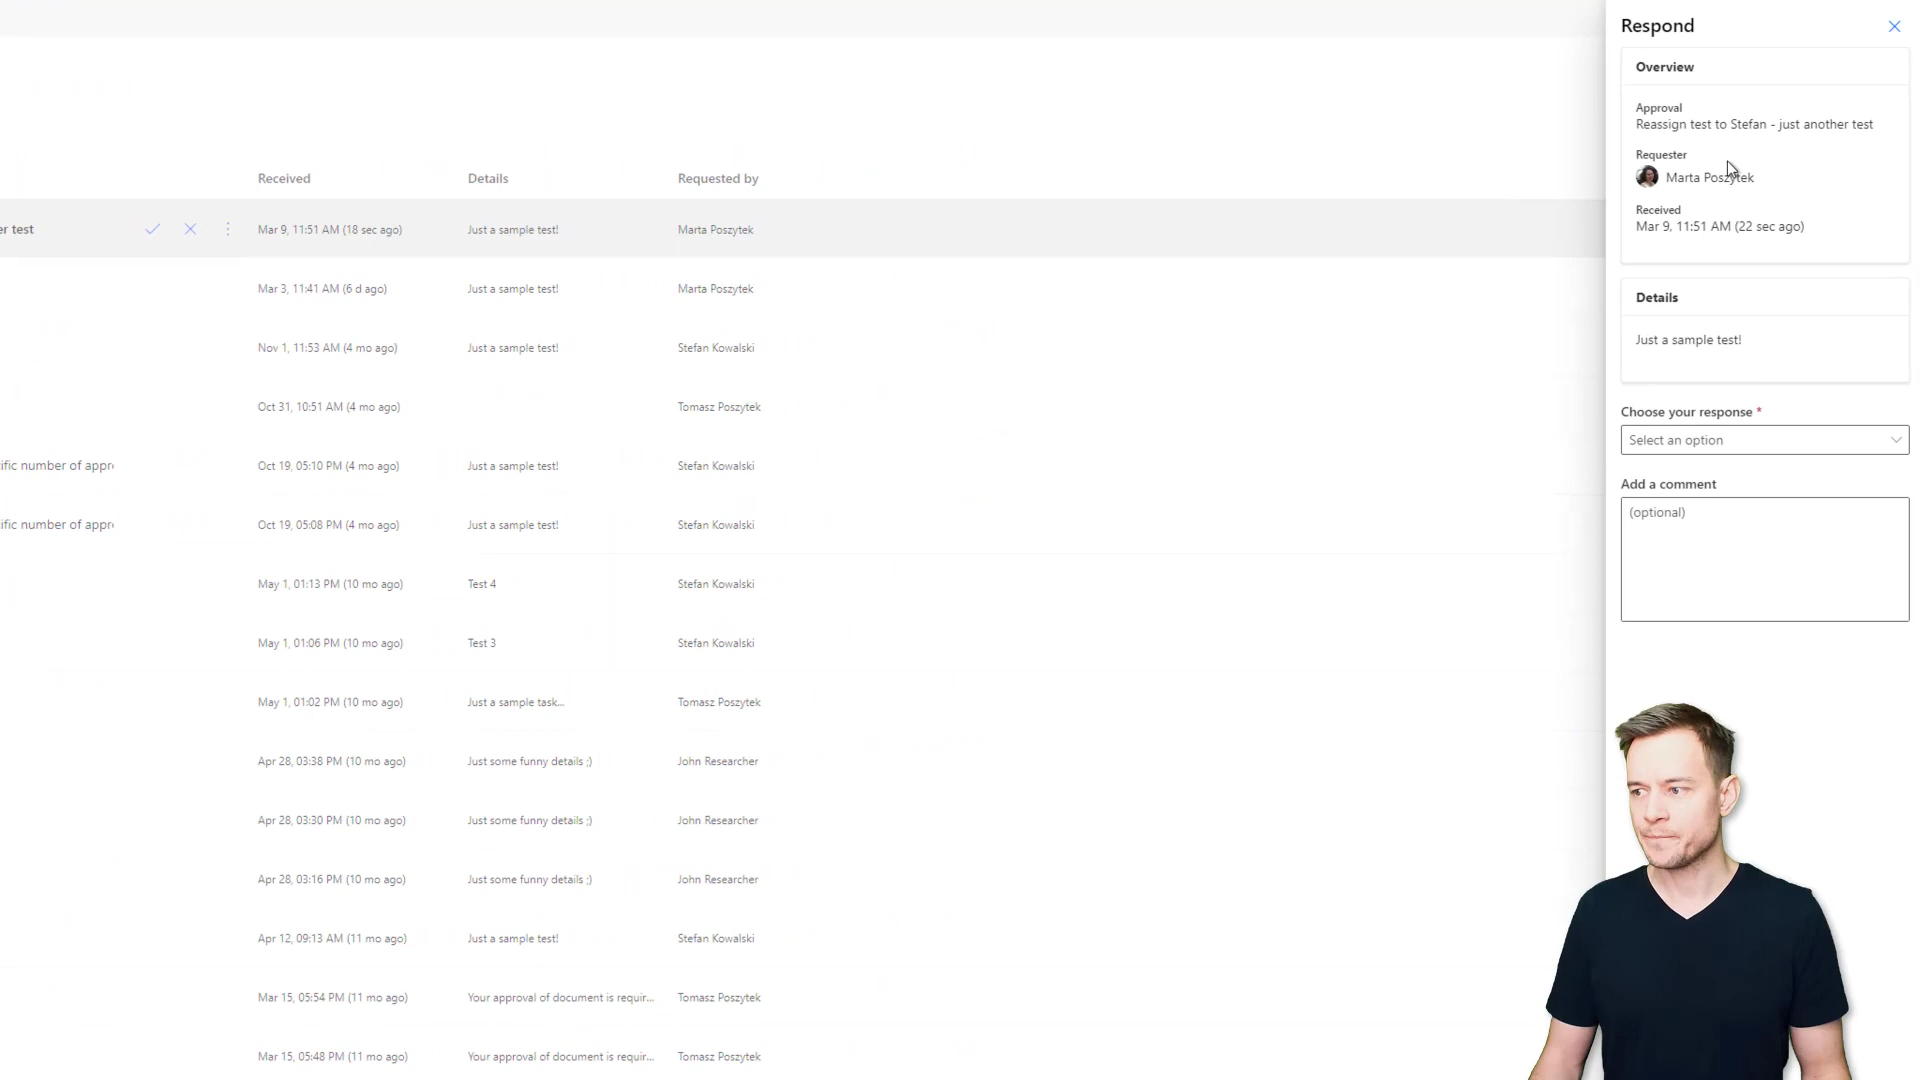 Respond
Overview
Approval
Reassign test to Stefan - just another test
Requester
Marta Poszytek
Received
Mar 9, 11:51 AM (22 sec ago)
Details
Just a sample test!
Choose your response *
Select an option
Add a comment
(optional)
Received Details Requested by
er test Mar 9, 11:51 AM (18 sec ago) Just a sample test! Marta Poszytek
Mar 3, 11:41 AM (6 d ago) Just a sample test! Marta Poszytek
Nov 1, 11:53 AM (4 mo ago) Just a sample test! Stefan Kowalski
Oct 31, 10:51 AM (4 mo ago) Tomasz Poszytek
ific number of appr Oct 19, 05:10 PM (4 mo ago) Just a sample test! Stefan Kowalski
ific number of appr Oct 19, 05:08 PM (4 mo ago) Just a sample test! Stefan Kowalski
May 1, 01:13 PM (10 mo ago) Test 4 Stefan Kowalski
May 1, 01:06 PM (10 mo ago) Test 3 Stefan Kowalski
May 1, 01:02 PM (10 mo ago) Just a sample task... Tomasz Poszytek
Apr 28, 03:38 PM (10 mo ago) Just some funny details ;) John Researcher
Apr 28, 03:30 PM (10 mo ago) Just some funny details ;) John Researcher
Apr 28, 03:16 PM (10 mo ago) Just some funny details ;) John Researcher
Apr 12, 09:13 AM (11 mo ago) Just a sample test! Stefan Kowalski
Mar 15, 05:54 PM (11 mo ago) Your approval of document is requir... Tomasz Poszytek
Mar 15, 05:48 PM (11 mo ago) Your approval of document is requir... Tomasz Poszytek